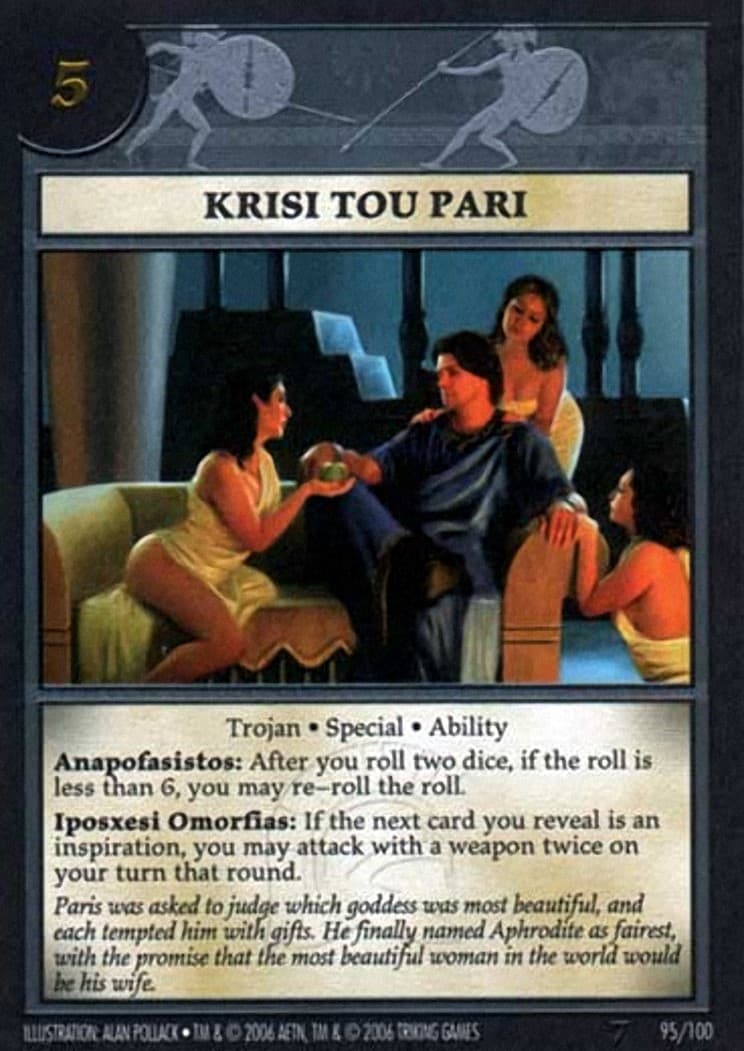 5
KRISI TOU PARI
Trojan • Special • Ability
Anapofasistos: After you roll two dice, if the roll is
less than 6, you may re-roll the roll.
Iposxesi Omorfias: If the next card you reveal is an
inspiration, you may attack with a weapon twice on
your turn that round.
Paris was asked to judge which goddess was most beautiful, and
each tempted him with gifts. He finally named Aphrodite as fairest,
with the promise that the most beautiful woman in the world would
be his wife.
ILLUSTRATION: ALAN POLLACK • TM & © 2006 AETN, TM & © 2006 TRIKING GAMES
95/100